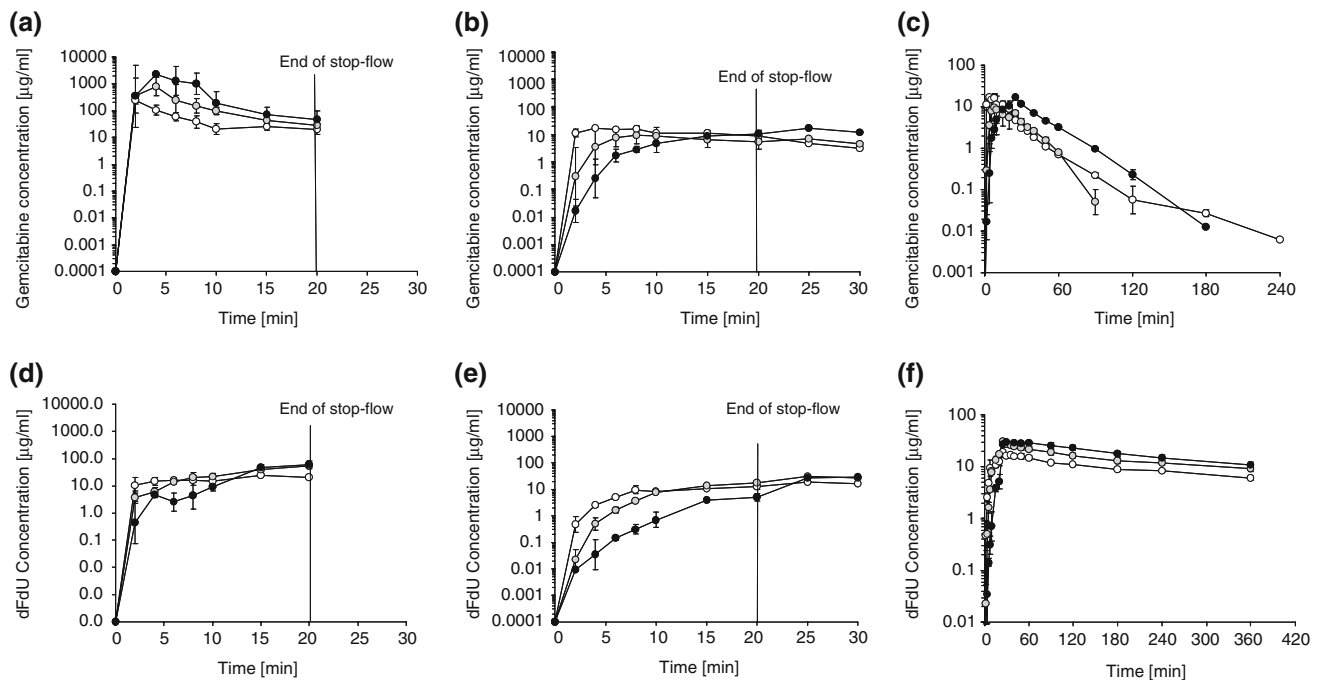 (a)
Gemcitabine concentration [µg/ml]
10000
1000
100
10
1
0.1
0.01
0.001
0.0001
End of stop-flow
0 5 10 15 20 25 30
Time [min]
(b)
Gemcitabine concentration [µg/ml]
10000
1000
100
10
1
0.1
0.01
0.001
0.0001
End of stop-flow
0 5 10 15 20 25 30
Time [min]
(c)
Gemcitabine concentration [µg/ml]
100
10
1
0.1
0.01
0.001
0 60 120 180 240
Time [min]
(d)
dFdU Concentration [µg/ml]
10000.0
1000.0
100.0
10.0
1.0
0.1
0.0
0.0
0.0
End of stop-flow
0 5 10 15 20 25 30
Time [min]
(e)
dFdU concentration [µg/ml]
10000
1000
100
10
1
0.1
0.01
0.001
0.0001
End of stop-flow
0 5 10 15 20 25 30
Time [min]
(f)
dFdU Concentration [µg/ml]
100
10
1
0.1
0.01
0 60 120 180 240 300 360 420
Time [min]